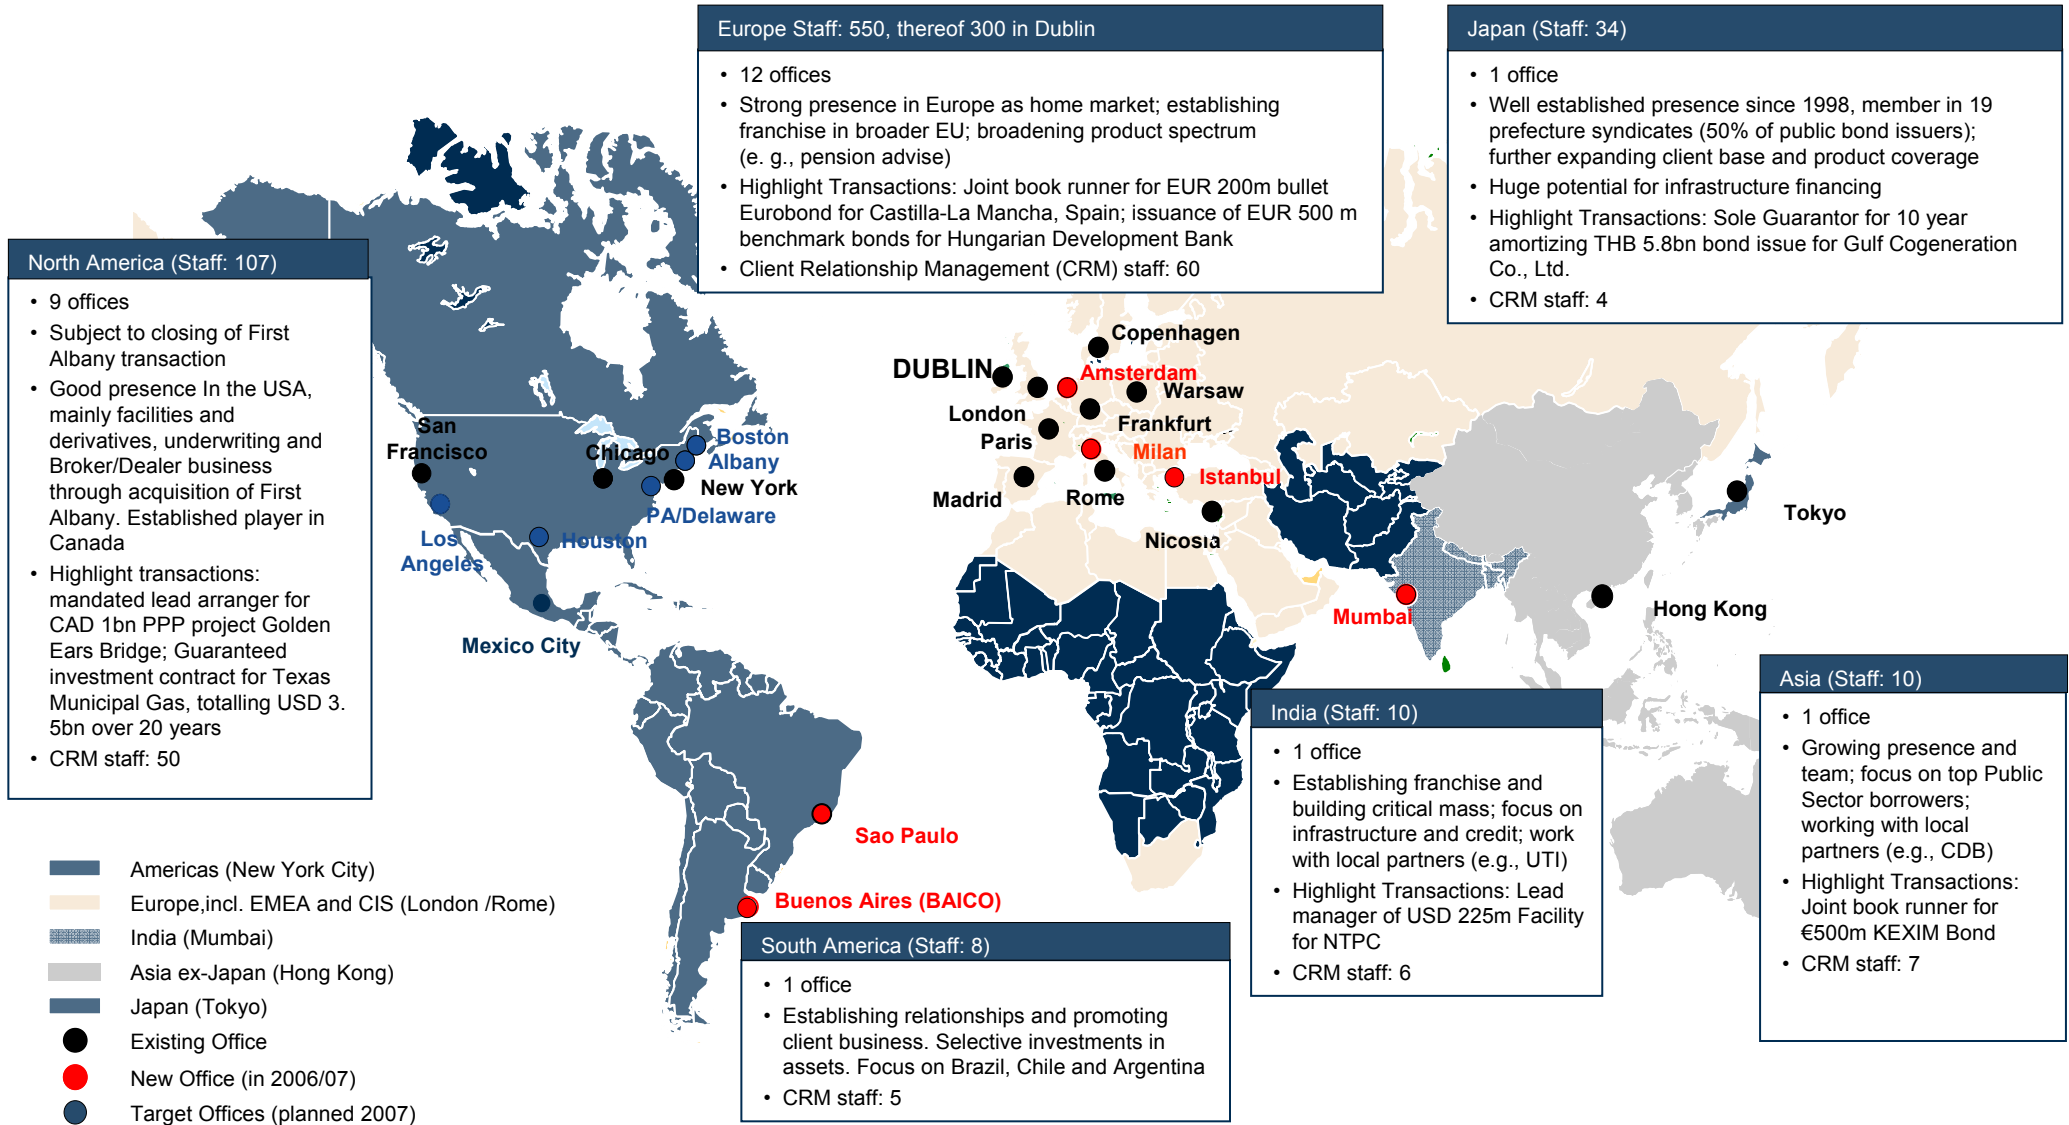 Europe Staff: 550, thereof 300 in Dublin
• 12 offices
• Strong presence in Europe as home market; establishing
franchise in broader EU; broadening product spectrum
(e. g., pension advise)
• Highlight Transactions: Joint book runner for EUR 200m bullet
Eurobond for Castilla-La Mancha, Spain; issuance of EUR 500 m
benchmark bonds for Hungarian Development Bank
• Client Relationship Management (CRM) staff: 60
Japan (Staff: 34)
• 1 office
• Well established presence since 1998, member in 19
prefecture syndicates (50% of public bond issuers);
further expanding client base and product coverage
• Huge potential for infrastructure financing
• Highlight Transactions: Sole Guarantor for 10 year
amortizing THB 5.8bn bond issue for Gulf Cogeneration
Co., Ltd.
• CRM staff: 4
North America (Staff: 107)
• 9 offices
• Subject to closing of First
Albany transaction
• Good presence In the USA,
mainly facilities and
derivatives, underwriting and
Broker/Dealer business
through acquisition of First
Albany. Established player in
Canada
• Highlight transactions:
mandated lead arranger for
CAD 1bn PPP project Golden
Ears Bridge; Guaranteed
investment contract for Texas
Municipal Gas, totalling USD 3.
5bn over 20 years
• CRM staff: 50
San
Francisco
Chicago
Boston
Albany
New York
PA/Delaware
Los
Angeles
Houston
Mexico City
Sao Paulo
Buenos Aires (BAICO)
Copenhagen
DUBLIN
Amsterdam
Warsaw
London
Frankfurt
Paris
Milan
Madrid
Rome
Istanbul
Nicosia
Mumbai
Tokyo
Hong Kong
India (Staff: 10)
• 1 office
• Establishing franchise and
building critical mass; focus on
infrastructure and credit; work
with local partners (e.g., UTI)
• Highlight Transactions: Lead
manager of USD 225m Facility
for NTPC
• CRM staff: 6
Asia (Staff: 10)
• 1 office
• Growing presence and
team; focus on top Public
Sector borrowers;
working with local
partners (e.g., CDB)
• Highlight Transactions:
Joint book runner for
€500m KEXIM Bond
• CRM staff: 7
South America (Staff: 8)
• 1 office
• Establishing relationships and promoting
client business. Selective investments in
assets. Focus on Brazil, Chile and Argentina
• CRM staff: 5
Americas (New York City)
Europe,incl. EMEA and CIS (London /Rome)
India (Mumbai)
Asia ex-Japan (Hong Kong)
Japan (Tokyo)
Existing Office
New Office (in 2006/07)
Target Offices (planned 2007)